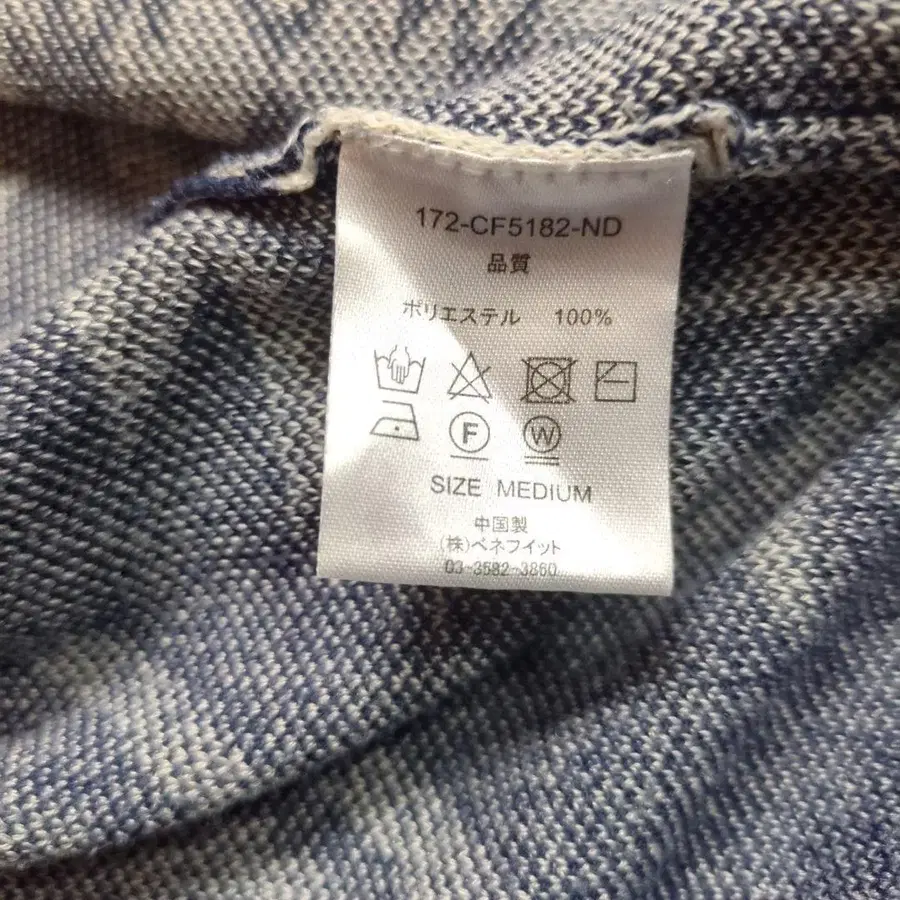 172-CF5182-ND
品質
ポリエステル 100%
F W
SIZE MEDIUM
中国製
(株)ベネフイット
03-3582-3860